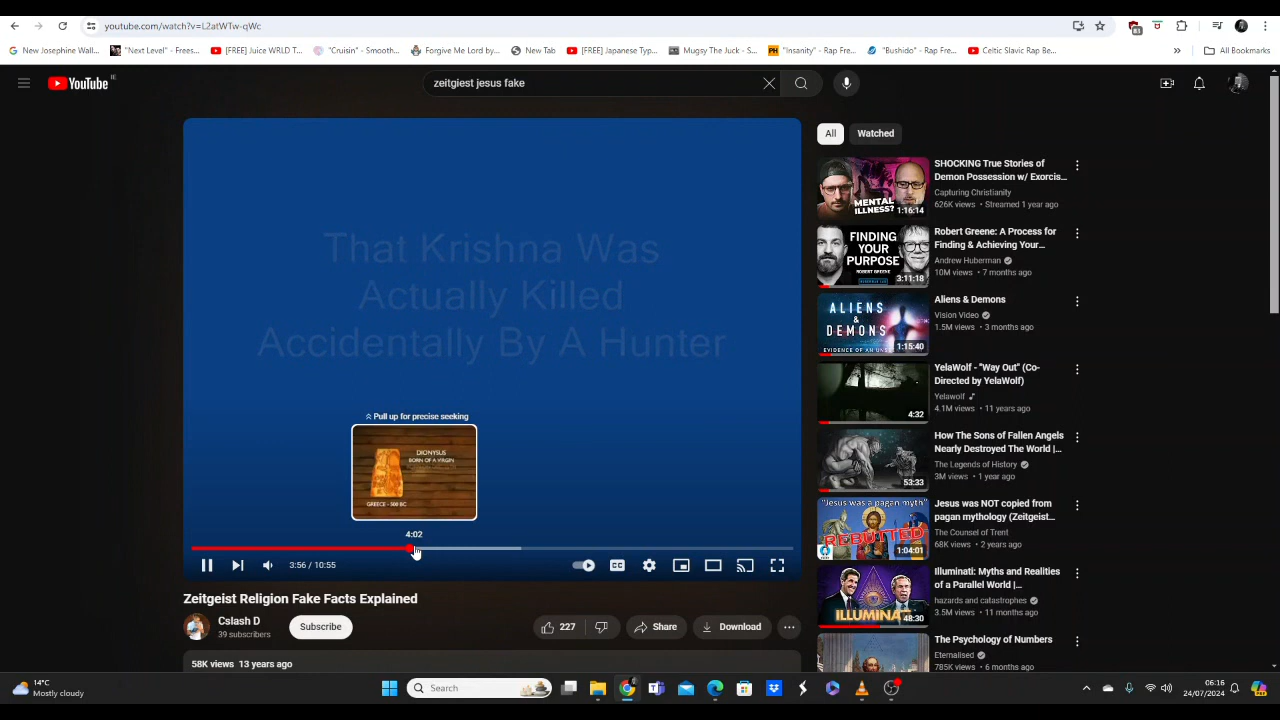 youtube.com/watch?v=L2atWTw-qWc
New Josephine Wall...
"Next Level" - Frees...
[FREE] Juice WRLD T...
"Cruisin" - Smooth...
Forgive Me Lord by...
New Tab
[FREE] Japanese Typ...
Mugsy The Juck - S...
"Insanity" - Rap Fre...
"Bushido" - Rap Fre...
Celtic Slavic Rap Be...
»
All Bookmarks
YouTube IE
zeitgiest jesus fake
That Krishna Was
Actually Killed
Accidentally By A Hunter
Pull up for precise seeking
DIONYSUS
BORN OF A VIRGIN
GREECE - 500 BC
4:02
3:56 / 10:55
CC
Zeitgeist Religion Fake Facts Explained
Cslash D
39 subscribers
Subscribe
227
Share
Download
58K views 13 years ago
All
Watched
MENTAL
ILLNESS?
1:16:14
SHOCKING True Stories of
Demon Possession w/ Exorcis...
Capturing Christianity
626K views • Streamed 1 year ago
FINDING
YOUR
PURPOSE
ROBERT GREENE
3:11:18
Robert Greene: A Process for
Finding & Achieving Your...
Andrew Huberman
10M views • 7 months ago
ALIENS
& DEMONS
1:15:40
Aliens & Demons
Vision Video
1.5M views • 3 months ago
4:32
YelaWolf - "Way Out" (Co-
Directed by YelaWolf)
Yelawolf
4.1M views • 11 years ago
53:33
How The Sons of Fallen Angels
Nearly Destroyed The World |
The Legends of History
3M views • 1 year ago
"Jesus was a pagan myth"
REBUTTED
1:04:01
Jesus was NOT copied from
pagan mythology (Zeitgeist...
The Counsel of Trent
68K views • 2 years ago
ILLUMINATI
48:30
Illuminati: Myths and Realities
of a Parallel World |...
hazards and catastrophes
3.5M views • 11 months ago
The Psychology of Numbers
Eternalised
785K views • 6 months ago
14°C
Mostly cloudy
Search
06:16
24/07/2024